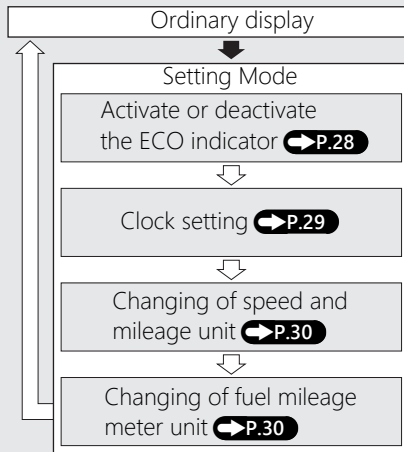 Ordinary display
Setting Mode
Activate or deactivate
the ECO indicator P.28
Clock setting P.29
Changing of speed and
mileage unit P.30
Changing of fuel mileage
meter unit P.30